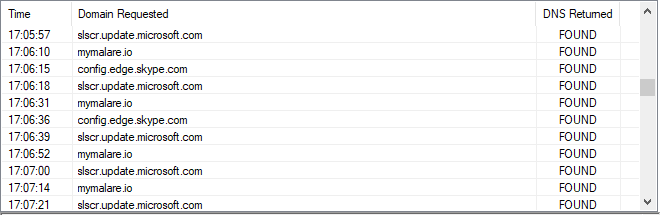 Time Domain Requested DNS Returned
17:05:57 slscr.update.microsoft.com FOUND
17:06:10 mymalare.io FOUND
17:06:15 config.edge.skype.com FOUND
17:06:18 slscr.update.microsoft.com FOUND
17:06:31 mymalare.io FOUND
17:06:36 config.edge.skype.com FOUND
17:06:39 slscr.update.microsoft.com FOUND
17:06:52 mymalare.io FOUND
17:07:00 slscr.update.microsoft.com FOUND
17:07:14 mymalare.io FOUND
17:07:21 slscr.update.microsoft.com FOUND